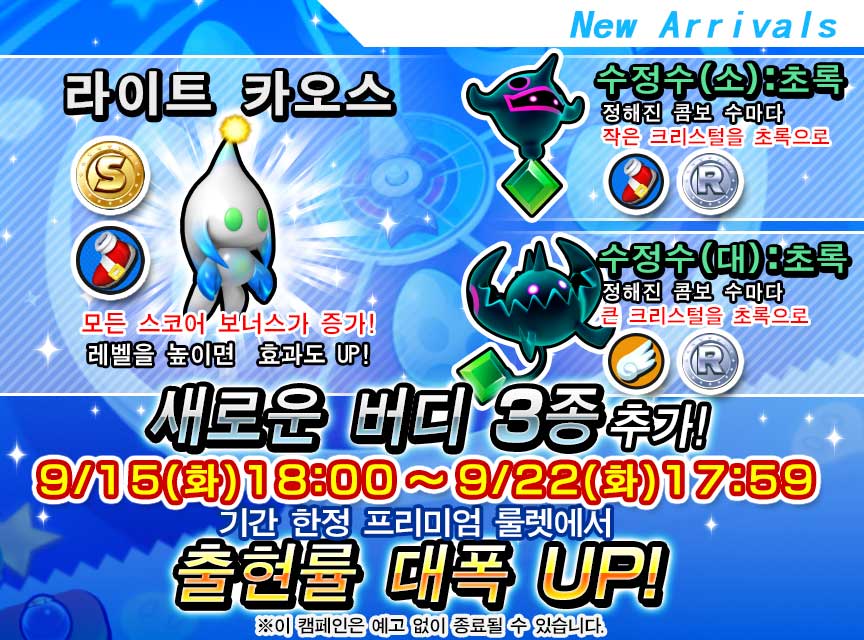 New Arrivals
라이트 카오스
S
모든 스코어 보너스가 증가!
레벨을 높이면 효과도 UP!
수정수(소):초록
정해진 콤보 수마다
작은 크리스털을 초록으로
R
수정수(대):초록
정해진 콤보 수마다
큰 크리스털을 초록으로
R
새로운 버디 3종 추가!
9/15(화)18:00~9/22(화)17:59
기간 한정 프리미엄 룰렛에서
출현률 대폭 UP!
※이 캠페인은 예고 없이 종료될 수 있습니다.